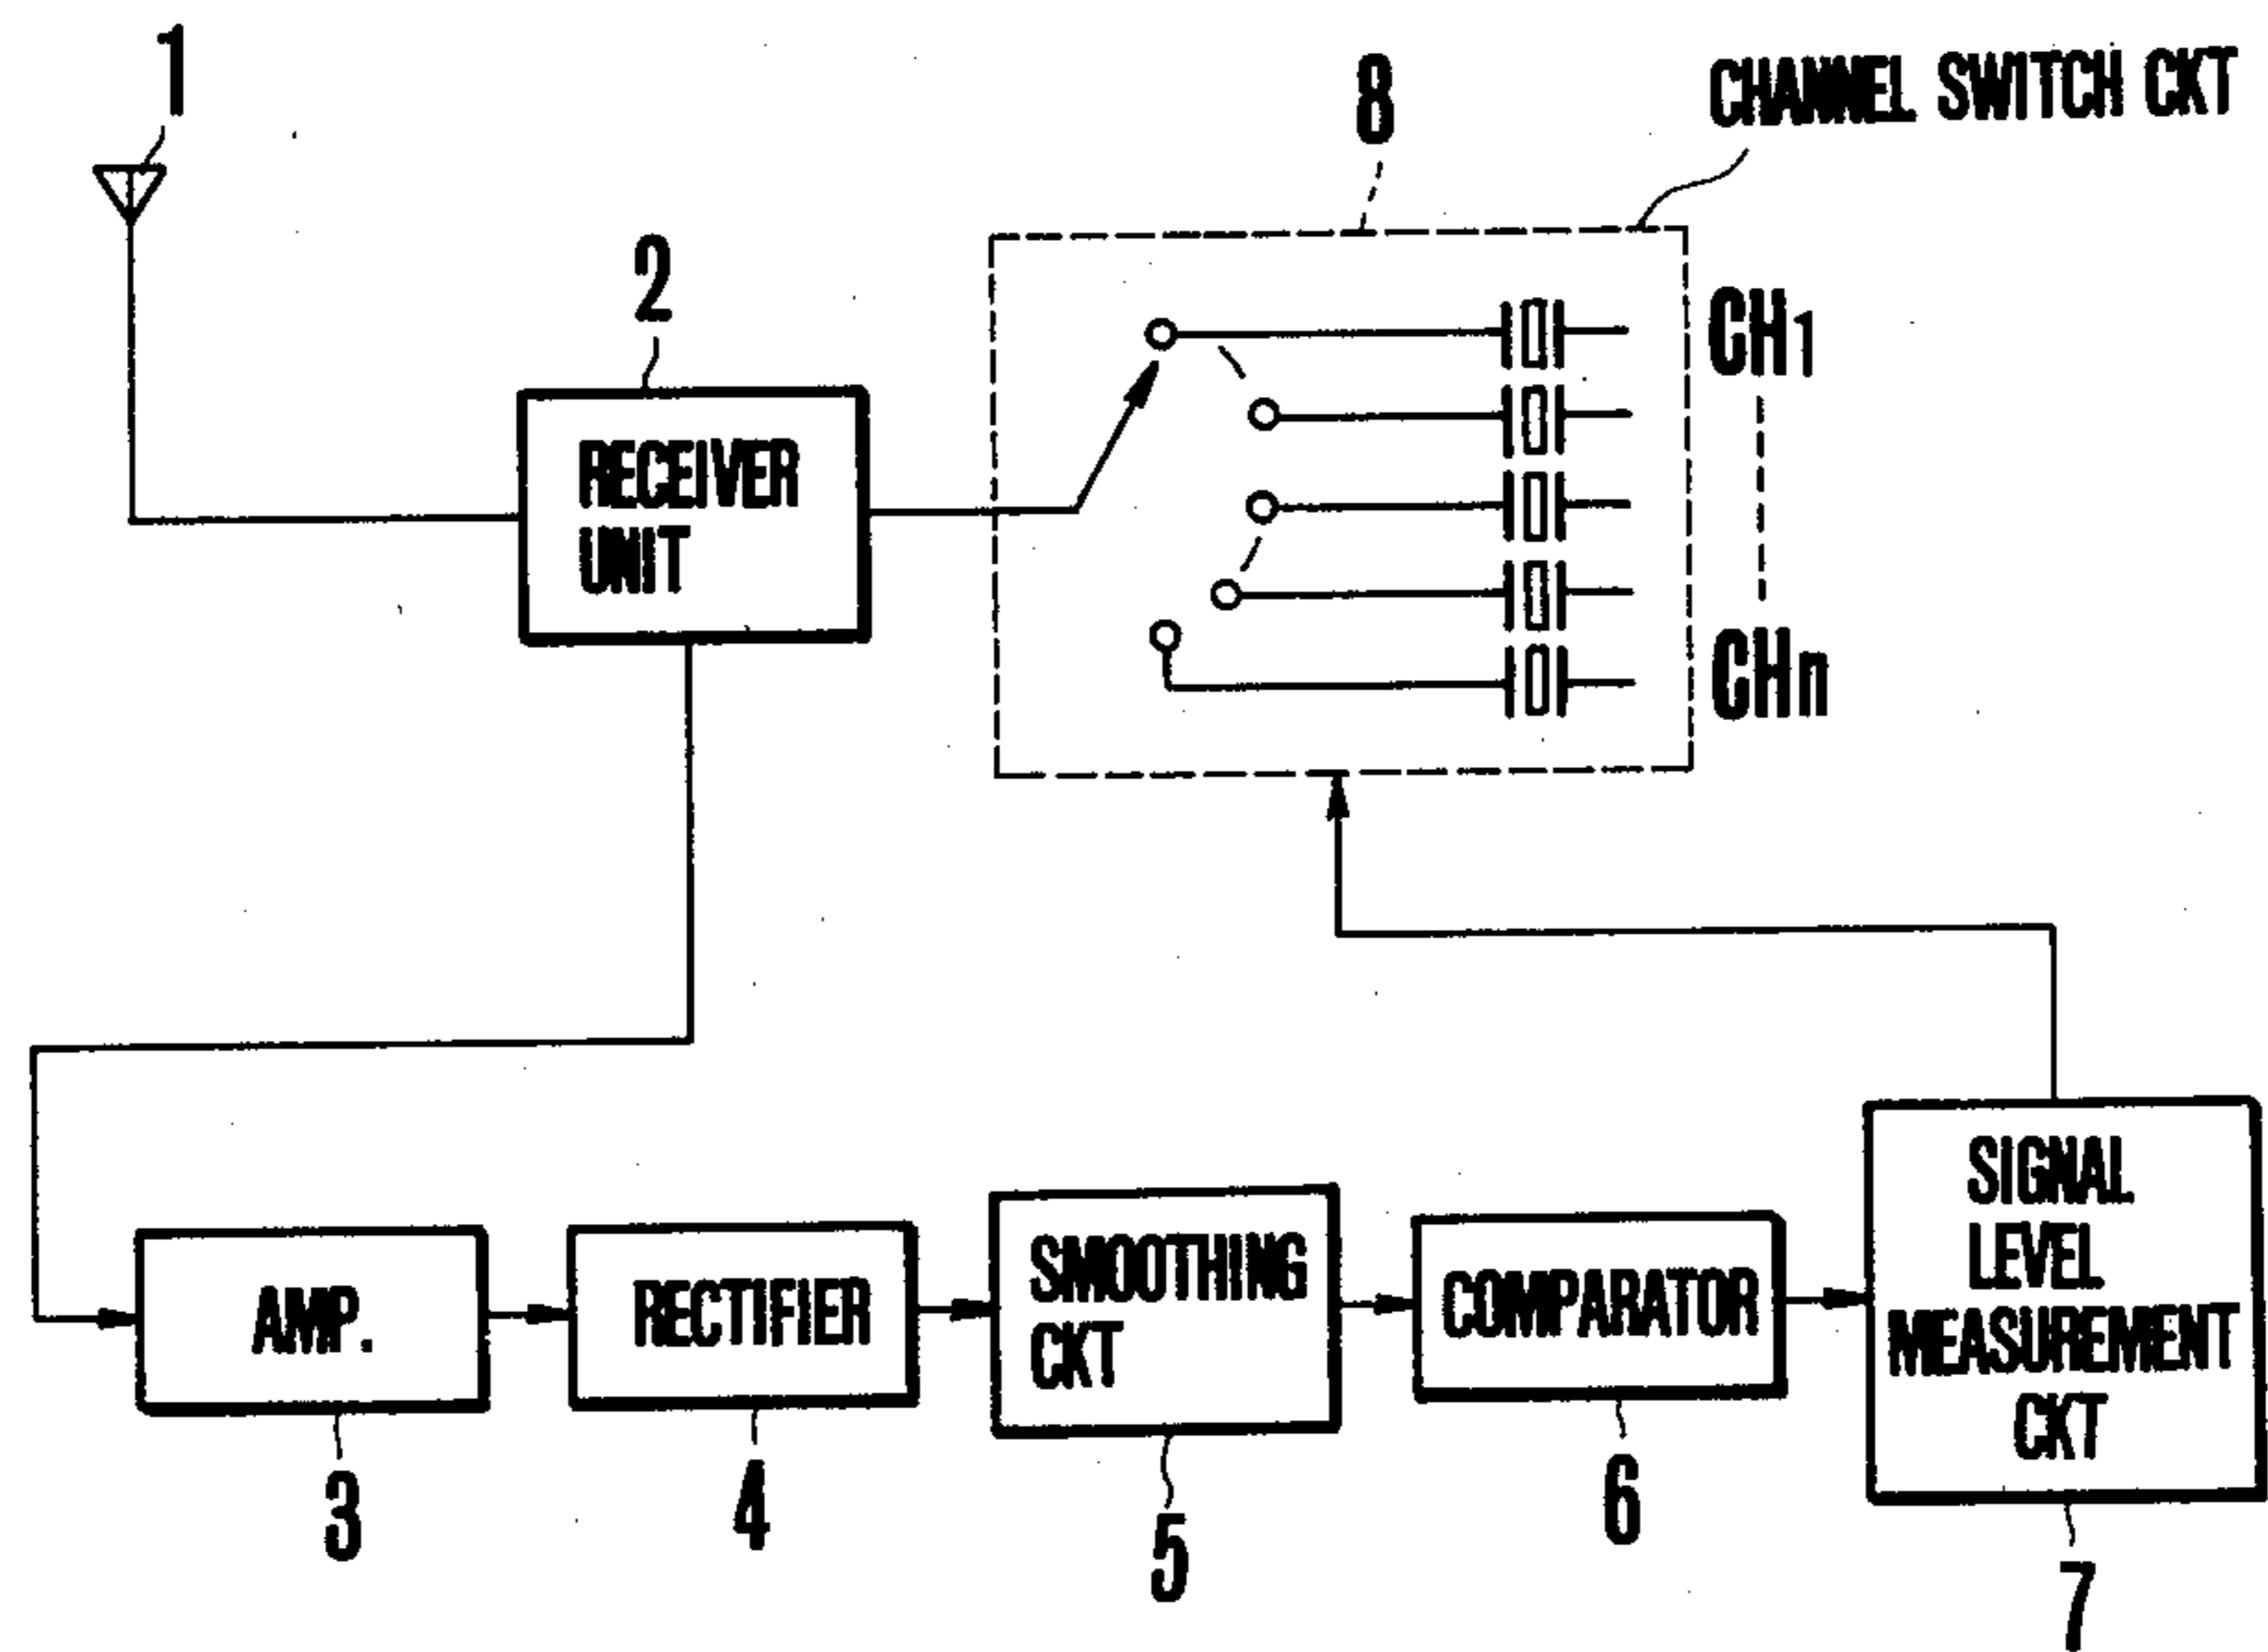 1
8
CHANNEL SWITCH CKT
2
RECEIVER
UNIT
CH1
CHn
AMP.
RECTIFIER
SMOOTHING
CKT
COMPARATOR
SIGNAL
LEVEL
MEASUREMENT
CKT
3
4
5
6
7